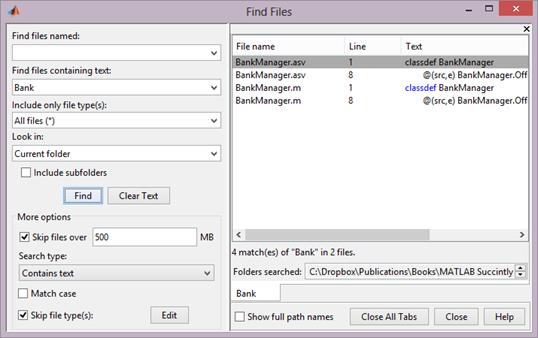 Find Files
Find files named:
Find files containing text:
Bank
Include only file type(s):
All files (*)
Look in:
Current folder
Include subfolders
Find
Clear Text
More options
Skip files over 500 MB
Search type:
Contains text
Match case
Skip file type(s):
Edit
File name Line Text
BankManager.asv 1 classdef BankManager
BankManager.asv 8 @(src,e) BankManager.Off
BankManager.m 1 classdef BankManager
BankManager.m 8 @(src,e) BankManager.Off
4 match(es) of "Bank" in 2 files.
Folders searched: C:\Dropbox\Publications\Books\MATLAB Succintly
Bank
Show full path names
Close All Tabs
Close
Help